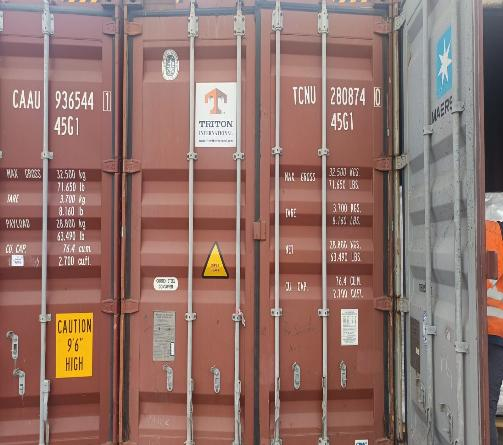 CAAU 936544 1
45G1
MAX GROSS 32.500 kg
71.650 lb
TARE 3.700 kg
8.160 lb
PAYLOAD 28.800 kg
63.490 lb
CU. CAP. 76.4 cu.m.
2.700 cu.ft.
CAUTION
9'6"
HIGH
TRITON
INTERNATIONAL
TCNU 280874 0
45G1
MAX GROSS 32.500 KGS.
71.650 LBS.
TARE 3.700 KGS.
8.160 LBS.
NET 28.800 KGS.
63.490 LBS.
CU. CAP. 76.4 CU.M.
2.700 CU.FT.
MAERS